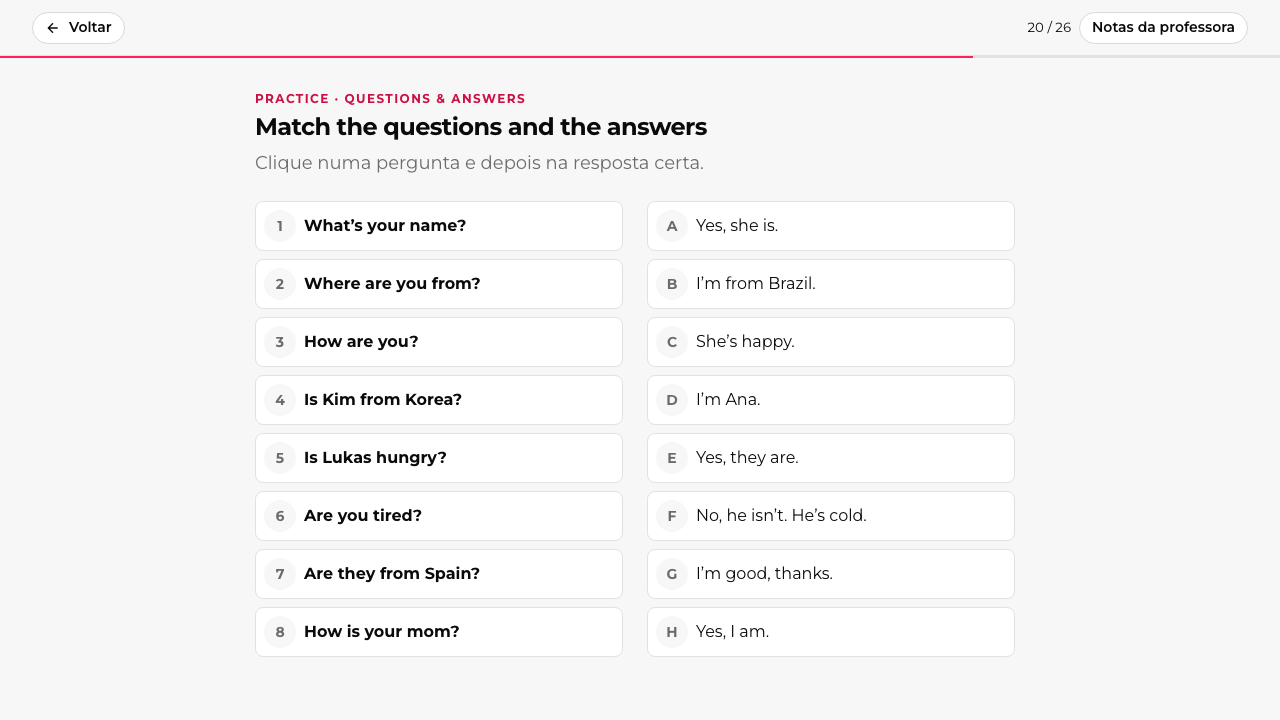 Voltar
20 / 26
Notas da professora
PRACTICE · QUESTIONS & ANSWERS
Match the questions and the answers
Clique numa pergunta e depois na resposta certa.
1 What’s your name?
A Yes, she is.
2 Where are you from?
B I’m from Brazil.
3 How are you?
C She’s happy.
4 Is Kim from Korea?
D I’m Ana.
5 Is Lukas hungry?
E Yes, they are.
6 Are you tired?
F No, he isn’t. He’s cold.
7 Are they from Spain?
G I’m good, thanks.
8 How is your mom?
H Yes, I am.